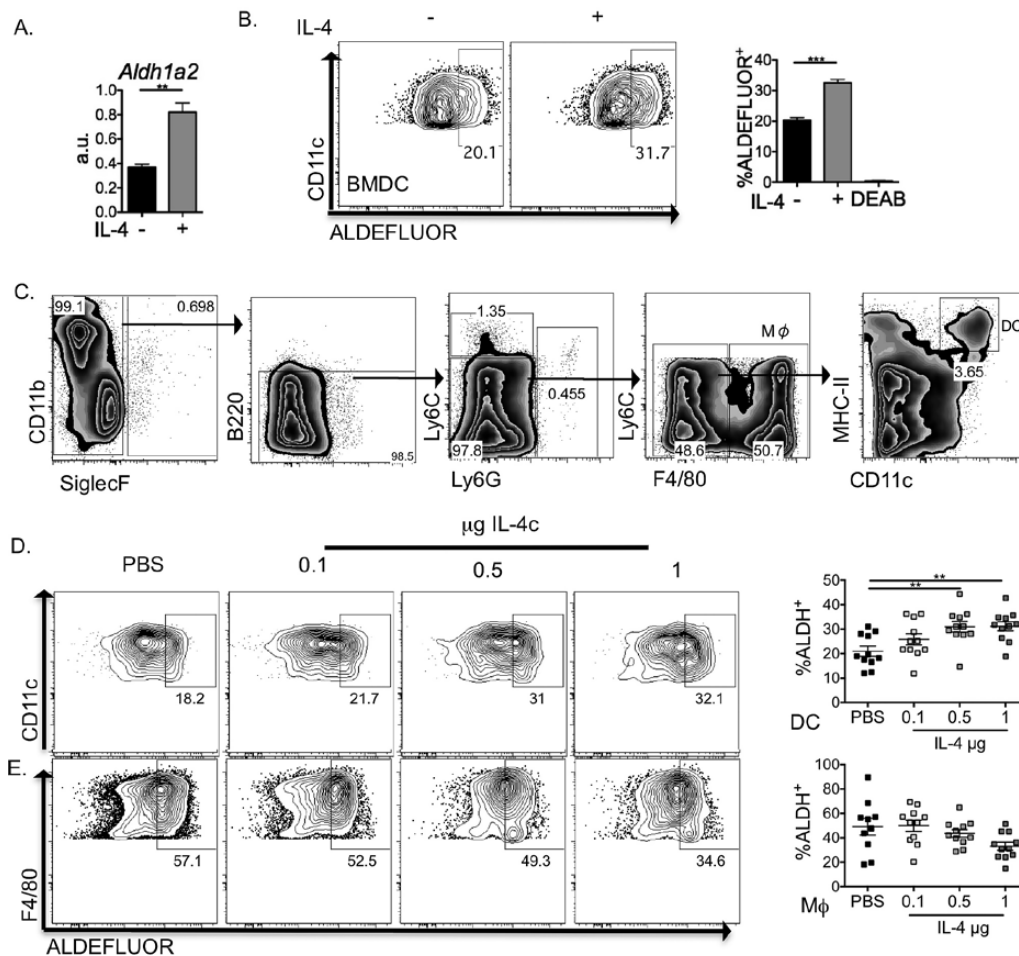 A.
Aldh1a2
**
a.u.
1.0
0.8
0.6
0.4
0.2
0.0
IL-4 - +
B.
IL-4 - +
CD11c
BMDC
20.1
31.7
ALDEFLUOR
%ALDEFLUOR+
***
40
30
20
10
0
IL-4 - + DEAB
C.
99.1
0.698
CD11b
SiglecF
B220
98.5
1.35
Ly6C
0.455
97.8
Ly6G
Mϕ
Ly6C
48.6
50.7
F4/80
MHC-II
DC
3.65
CD11c
µg IL-4c
D.
PBS 0.1 0.5 1
CD11c
18.2
21.7
31
32.1
%ALDH+
**
**
50
40
30
20
10
0
DC
PBS 0.1 0.5 1
IL-4 µg
E.
F4/80
57.1
52.5
49.3
34.6
ALDEFLUOR
%ALDH+
100
80
60
40
20
0
Mϕ
PBS 0.1 0.5 1
IL-4 µg